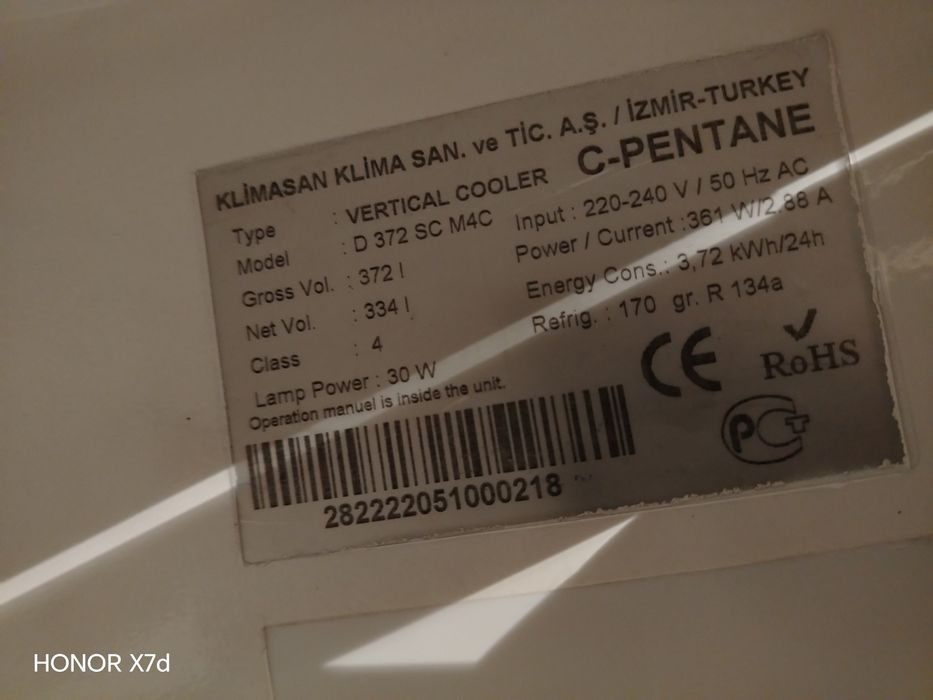 KLİMASAN KLİMA SAN. ve TİC. A.Ş. / İZMİR-TURKEY
C-PENTANE
Type : VERTICAL COOLER
Model : D 372 SC M4C
Gross Vol. : 372 l
Net Vol. : 334 l
Class : 4
Lamp Power : 30 W
Input : 220-240 V / 50 Hz AC
Power / Current :361 W/2.88 A
Energy Cons.: 3,72 kWh/24h
Refrig. : 170 gr. R 134a
Operation manuel is inside the unit.
CE
RoHS
PCT
282222051000218
HONOR X7d